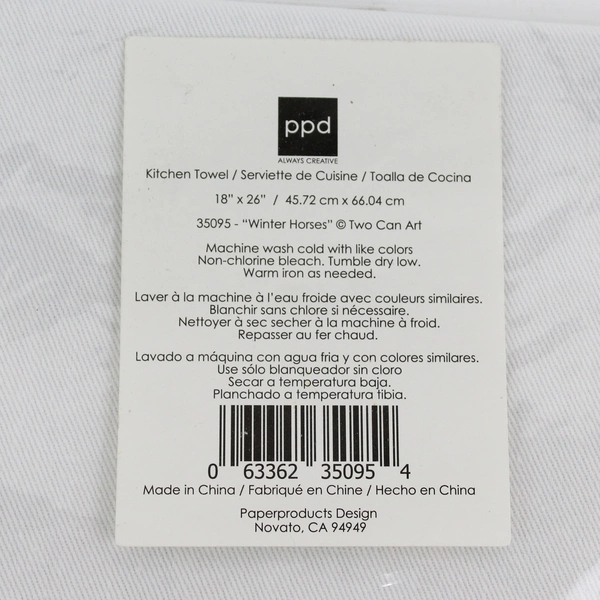 ppd
ALWAYS CREATIVE
Kitchen Towel / Serviette de Cuisine / Toalla de Cocina
18" x 26" / 45.72 cm x 66.04 cm
35095 - "Winter Horses" © Two Can Art
Machine wash cold with like colors
Non-chlorine bleach. Tumble dry low.
Warm iron as needed.
Laver à la machine à l'eau froide avec couleurs similaires.
Blanchir sans chlore si nécessaire.
Nettoyer à sec secher à la machine à froid.
Repasser au fer chaud.
Lavado a máquina con agua fria y con colores similares.
Use sólo blanqueador sin cloro
Secar a temperatura baja.
Planchado a temperatura tibia.
0 63362 35095 4
Made in China / Fabriqué en Chine / Hecho en China
Paperproducts Design
Novato, CA 94949